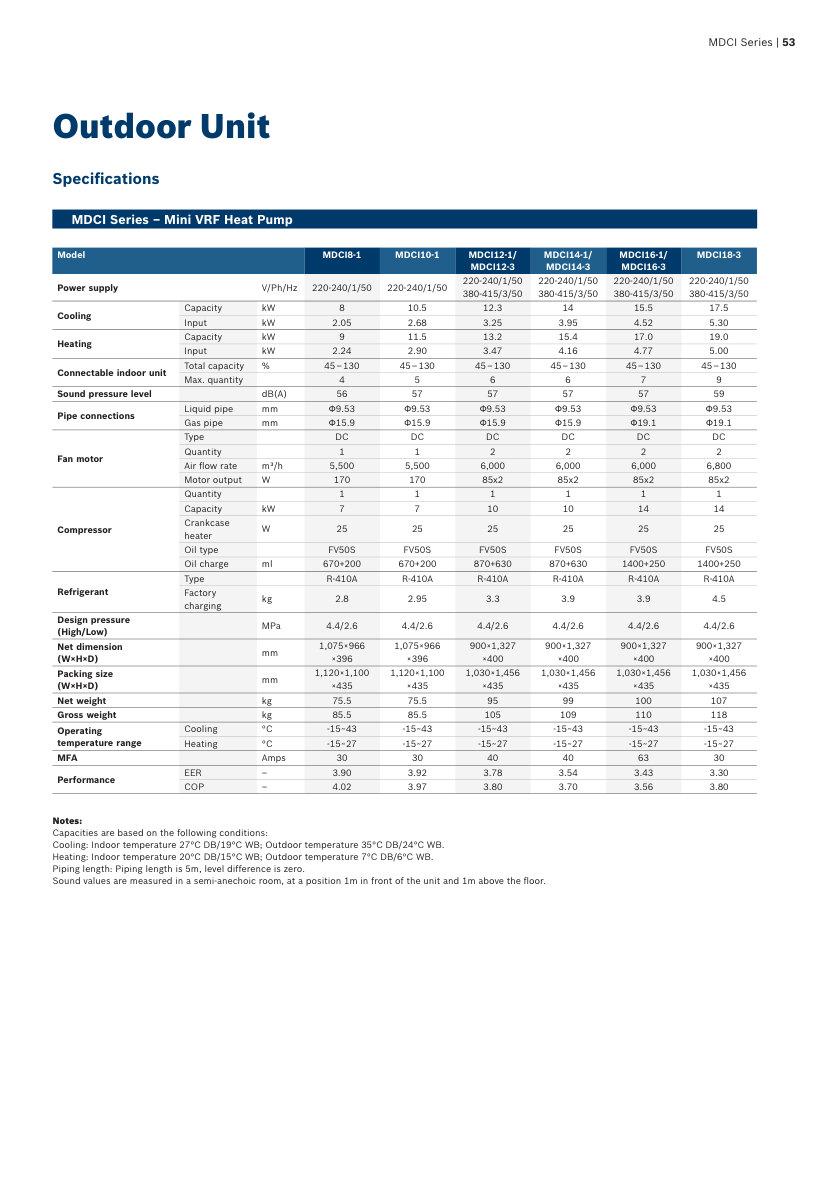 MDCI Series | 53
Outdoor Unit
Specifications
MDCI Series – Mini VRF Heat Pump
Model MDCI8-1 MDCI10-1 MDCI12-1/ MDCI12-3 MDCI14-1/ MDCI14-3 MDCI16-1/ MDCI16-3 MDCI18-3
Power supply V/Ph/Hz 220-240/1/50 220-240/1/50 220-240/1/50 380-415/3/50 220-240/1/50 380-415/3/50 220-240/1/50 380-415/3/50 220-240/1/50 380-415/3/50
Cooling Capacity kW 8 10.5 12.3 14 15.5 17.5
Input kW 2.05 2.68 3.25 3.95 4.52 5.30
Heating Capacity kW 9 11.5 13.2 15.4 17.0 19.0
Input kW 2.24 2.90 3.47 4.16 4.77 5.00
Connectable indoor unit Total capacity % 45–130 45–130 45–130 45–130 45–130 45–130
Max. quantity 4 5 6 6 7 9
Sound pressure level dB(A) 56 57 57 57 57 59
Pipe connections Liquid pipe mm Φ9.53 Φ9.53 Φ9.53 Φ9.53 Φ9.53 Φ9.53
Gas pipe mm Φ15.9 Φ15.9 Φ15.9 Φ15.9 Φ19.1 Φ19.1
Fan motor Type DC DC DC DC DC DC
Quantity 1 1 2 2 2 2
Air flow rate m³/h 5,500 5,500 6,000 6,000 6,000 6,800
Motor output W 170 170 85x2 85x2 85x2 85x2
Compressor Quantity 1 1 1 1 1 1
Capacity kW 7 7 10 10 14 14
Crankcase heater W 25 25 25 25 25 25
Oil type FV50S FV50S FV50S FV50S FV50S FV50S
Oil charge ml 670+200 670+200 870+630 870+630 1400+250 1400+250
Refrigerant Type R-410A R-410A R-410A R-410A R-410A R-410A
Factory charging kg 2.8 2.95 3.3 3.9 3.9 4.5
Design pressure (High/Low) MPa 4.4/2.6 4.4/2.6 4.4/2.6 4.4/2.6 4.4/2.6 4.4/2.6
Net dimension (W×H×D) mm 1,075×966 ×396 1,075×966 ×396 900×1,327 ×400 900×1,327 ×400 900×1,327 ×400 900×1,327 ×400
Packing size (W×H×D) mm 1,120×1,100 ×435 1,120×1,100 ×435 1,030×1,456 ×435 1,030×1,456 ×435 1,030×1,456 ×435 1,030×1,456 ×435
Net weight kg 75.5 75.5 95 99 100 107
Gross weight kg 85.5 85.5 105 109 110 118
Operating temperature range Cooling °C -15~43 -15~43 -15~43 -15~43 -15~43 -15~43
Heating °C -15~27 -15~27 -15~27 -15~27 -15~27 -15~27
MFA Amps 30 30 40 40 63 30
Performance EER – 3.90 3.92 3.78 3.54 3.43 3.30
COP – 4.02 3.97 3.80 3.70 3.56 3.80
Notes:
Capacities are based on the following conditions:
Cooling: Indoor temperature 27°C DB/19°C WB; Outdoor temperature 35°C DB/24°C WB.
Heating: Indoor temperature 20°C DB/15°C WB; Outdoor temperature 7°C DB/6°C WB.
Piping length: Piping length is 5m, level difference is zero.
Sound values are measured in a semi-anechoic room, at a position 1m in front of the unit and 1m above the floor.